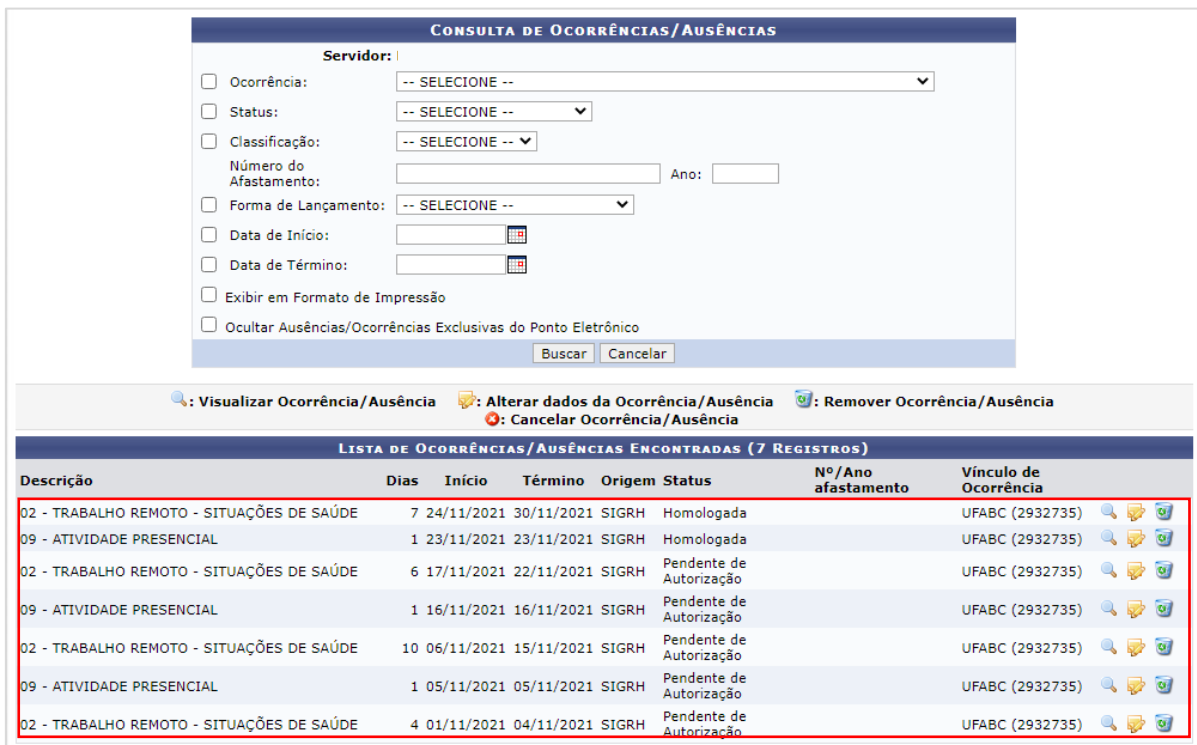 CONSULTA DE OCORRÊNCIAS/AUSÊNCIAS
Servidor:
Ocorrência: -- SELECIONE --
Status: -- SELECIONE --
Classificação: -- SELECIONE --
Número do
Afastamento: Ano:
Forma de Lançamento: -- SELECIONE --
Data de Início:
Data de Término:
Exibir em Formato de Impressão
Ocultar Ausências/Ocorrências Exclusivas do Ponto Eletrônico
Buscar Cancelar
: Visualizar Ocorrência/Ausência : Alterar dados da Ocorrência/Ausência : Remover Ocorrência/Ausência
: Cancelar Ocorrência/Ausência
LISTA DE OCORRÊNCIAS/AUSÊNCIAS ENCONTRADAS (7 REGISTROS)
Descrição Dias Início Término Origem Status Nº/Ano afastamento Vínculo de Ocorrência
02 - TRABALHO REMOTO - SITUAÇÕES DE SAÚDE 7 24/11/2021 30/11/2021 SIGRH Homologada UFABC (2932735)
09 - ATIVIDADE PRESENCIAL 1 23/11/2021 23/11/2021 SIGRH Homologada UFABC (2932735)
02 - TRABALHO REMOTO - SITUAÇÕES DE SAÚDE 6 17/11/2021 22/11/2021 SIGRH Pendente de Autorização UFABC (2932735)
09 - ATIVIDADE PRESENCIAL 1 16/11/2021 16/11/2021 SIGRH Pendente de Autorização UFABC (2932735)
02 - TRABALHO REMOTO - SITUAÇÕES DE SAÚDE 10 06/11/2021 15/11/2021 SIGRH Pendente de Autorização UFABC (2932735)
09 - ATIVIDADE PRESENCIAL 1 05/11/2021 05/11/2021 SIGRH Pendente de Autorização UFABC (2932735)
02 - TRABALHO REMOTO - SITUAÇÕES DE SAÚDE 4 01/11/2021 04/11/2021 SIGRH Pendente de Autorização UFABC (2932735)